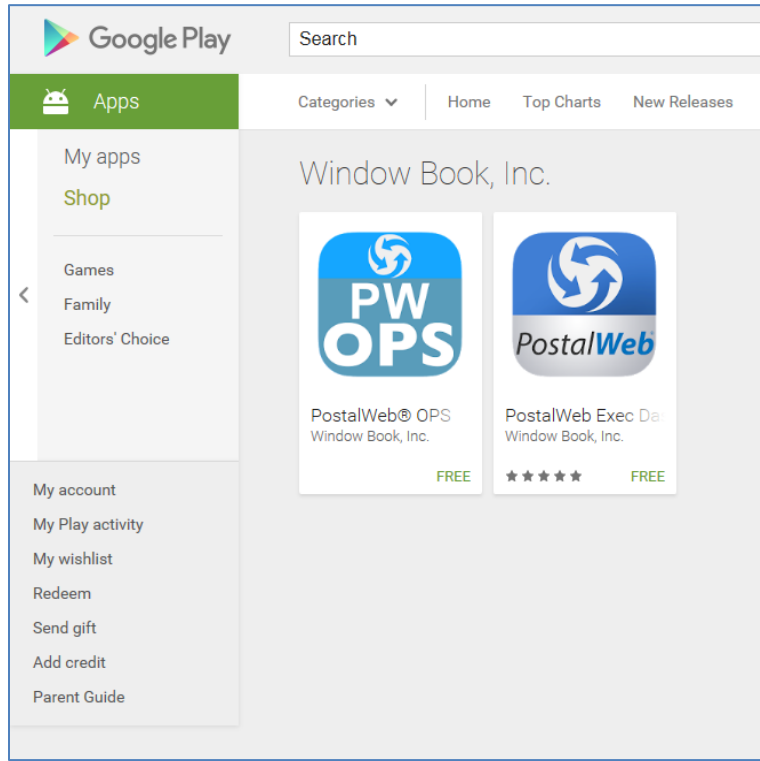 Google Play
Search
Apps
Categories
Home
Top Charts
New Releases
My apps
Shop
Games
Family
Editors' Choice
My account
My Play activity
My wishlist
Redeem
Send gift
Add credit
Parent Guide
Window Book, Inc.
PW
OPS
PostalWeb® OPS
Window Book, Inc.
FREE
PostalWeb
PostalWeb Exec Da
Window Book, Inc.
FREE